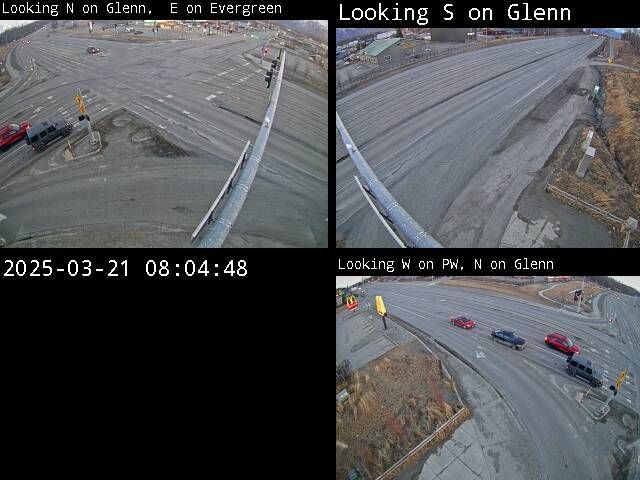 Looking N on Glenn,  E on Evergreen
Looking S on Glenn
2025-03-21 08:04:48
Looking W on PW, N on Glenn